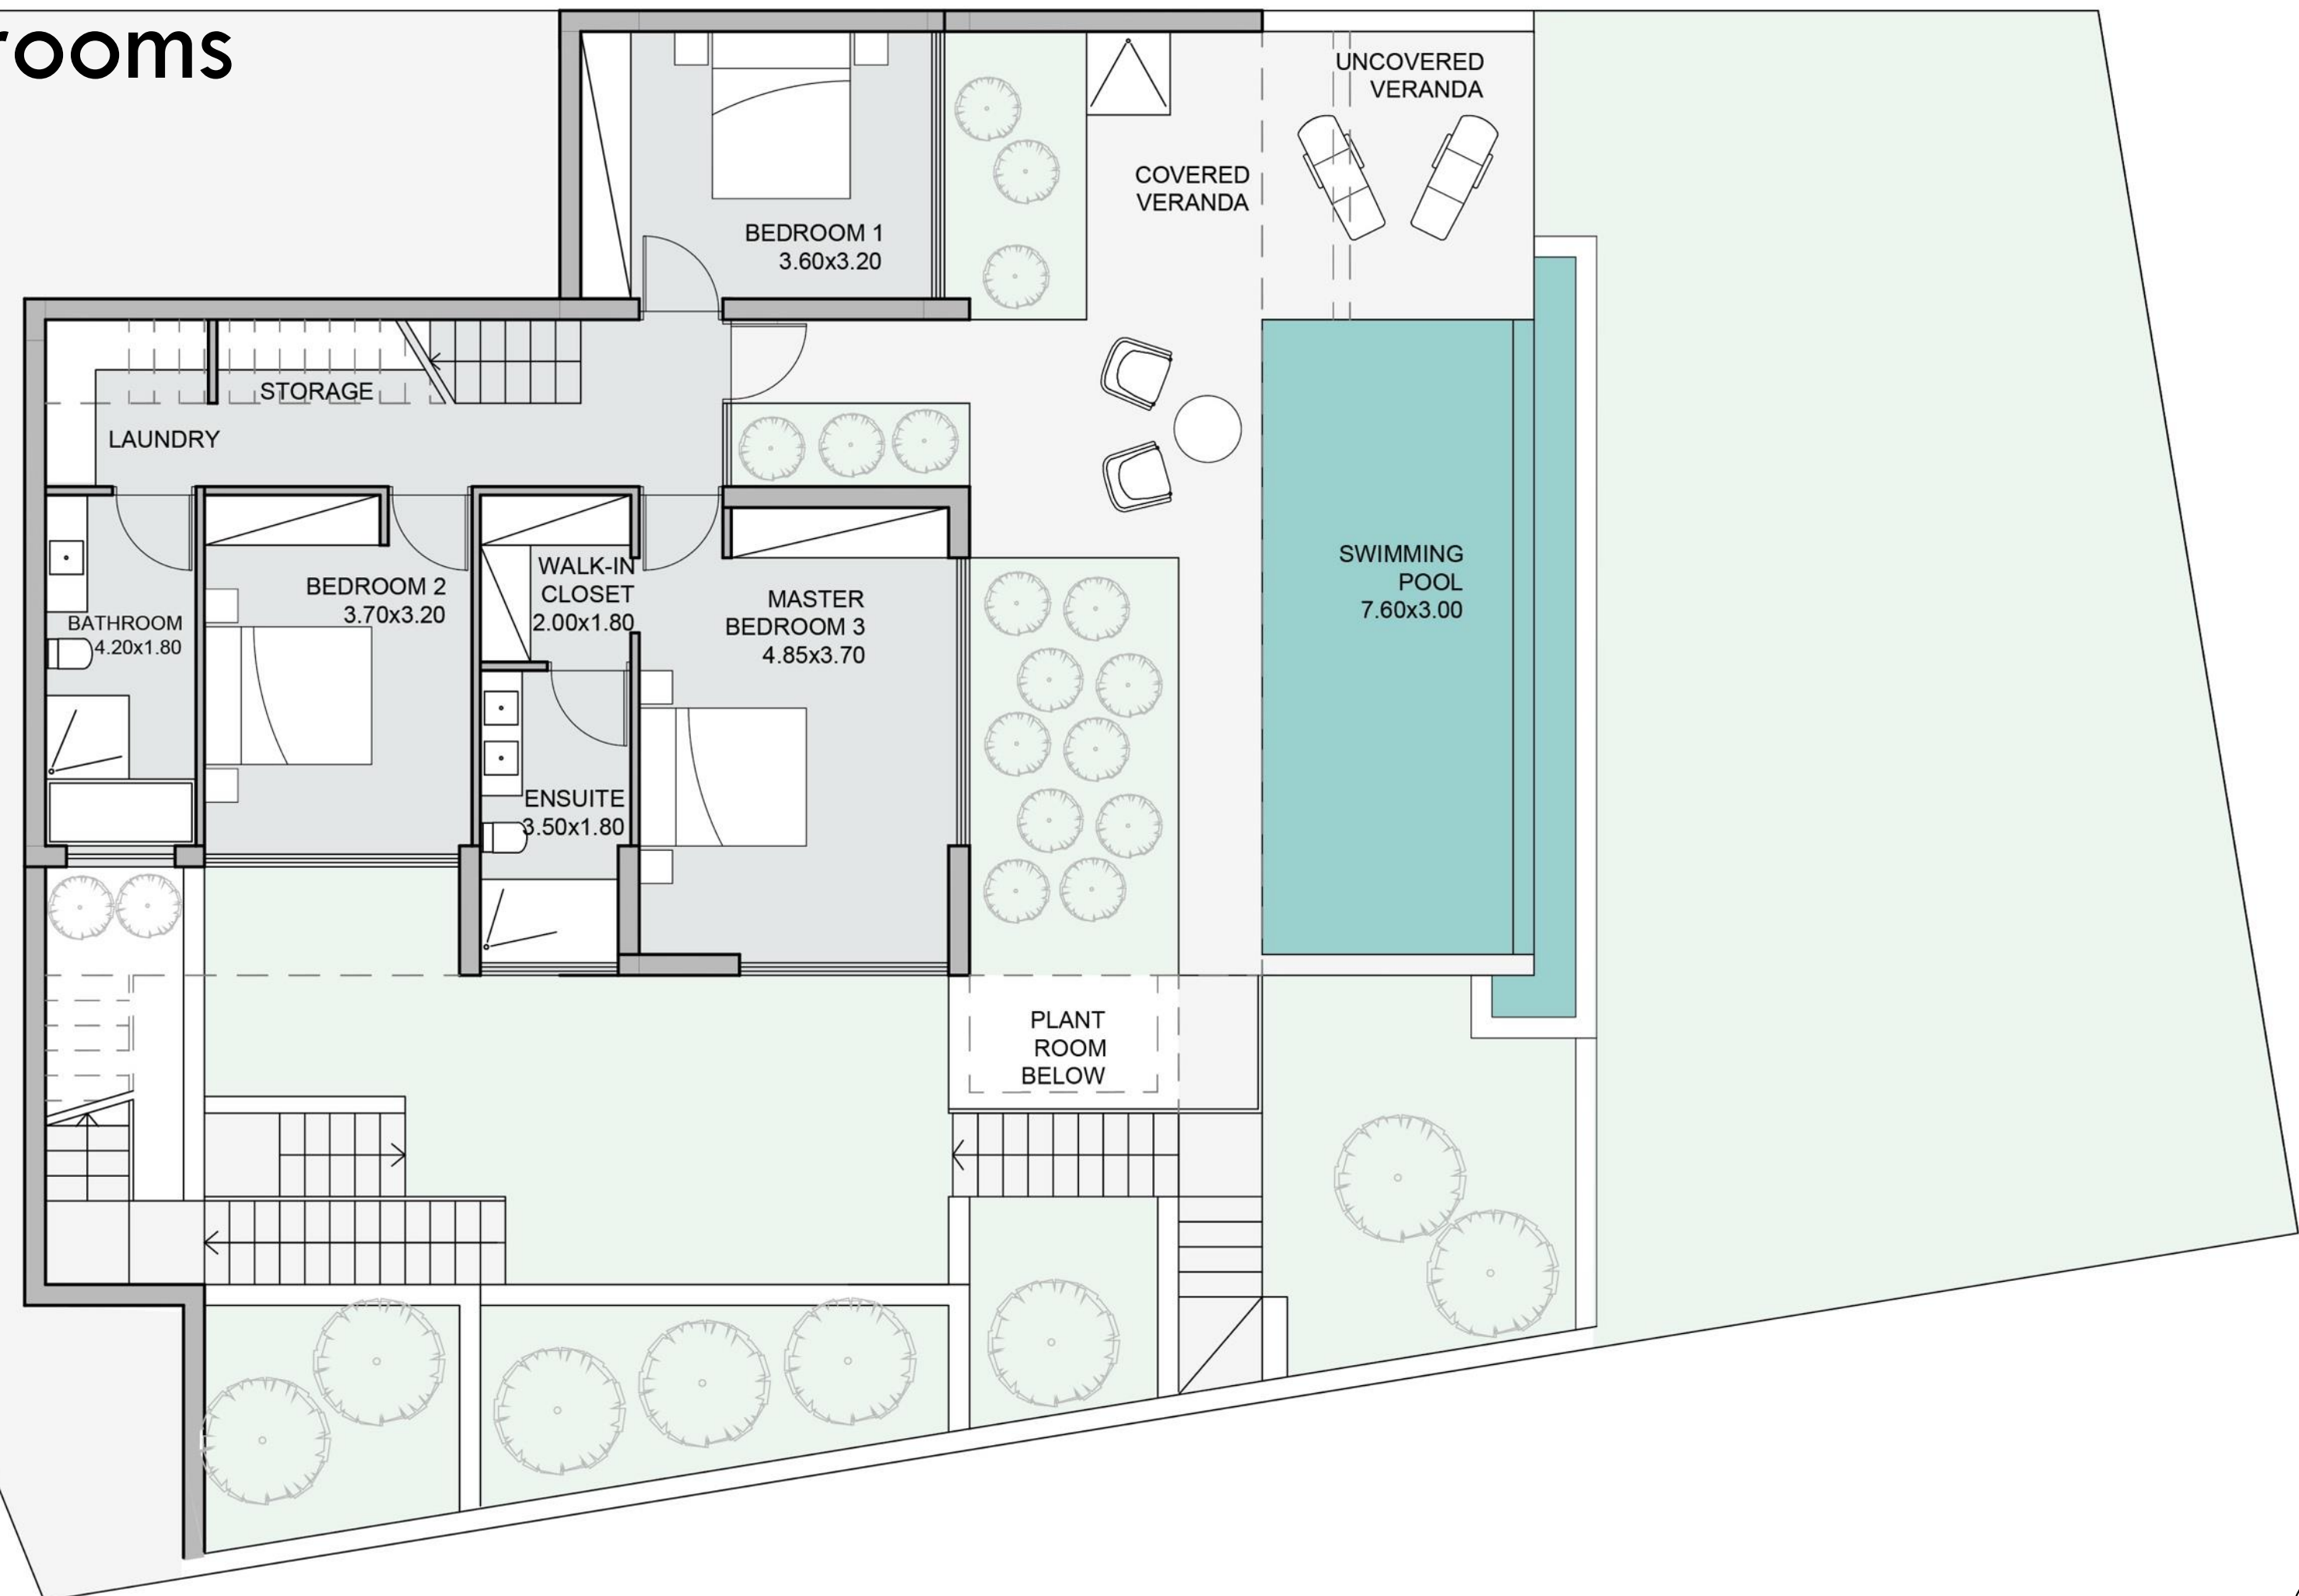 rooms
UNCOVERED
VERANDA
COVERED
VERANDA
BEDROOM 1
3.60x3.20
STORAGE
LAUNDRY
BATHROOM
4.20x1.80
BEDROOM 2
3.70x3.20
WALK-IN
CLOSET
2.00x1.80
MASTER
BEDROOM 3
4.85x3.70
ENSUITE
3.50x1.80
SWIMMING
POOL
7.60x3.00
PLANT
ROOM
BELOW